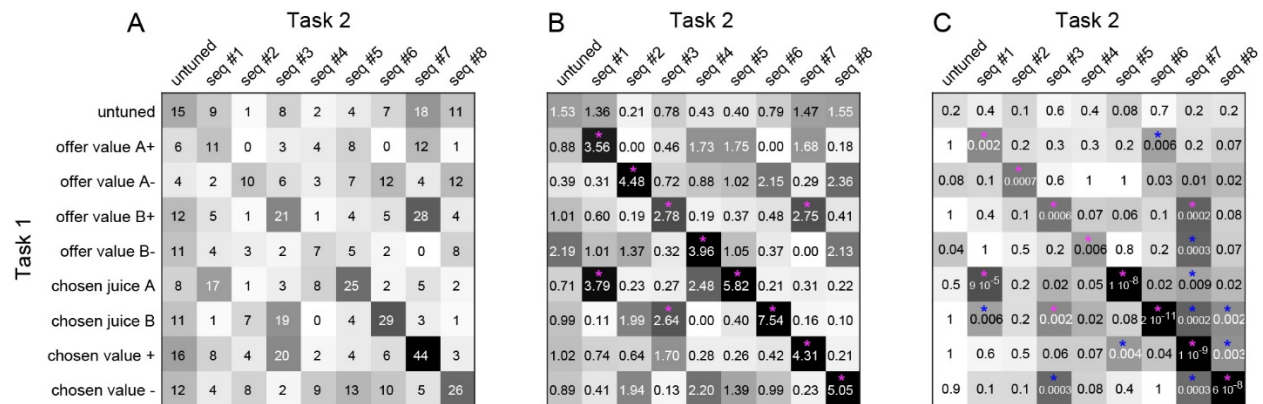 A Task 2 B Task 2 C Task 2
untuned seq #1 seq #2 seq #3 seq #4 seq #5 seq #6 seq #7 seq #8 untuned seq #1 seq #2 seq #3 seq #4 seq #5 seq #6 seq #7 seq #8 untuned seq #1 seq #2 seq #3 seq #4 seq #5 seq #6 seq #7 seq #8
untuned 15 9 1 8 2 4 7 18 11 1.53 1.36 0.21 0.78 0.43 0.40 0.79 1.47 1.55 0.2 0.4 0.1 0.6 0.4 0.08 0.7 0.2 0.2
offer value A+ 6 11 0 3 4 8 0 12 1 0.88 *3.56 0.00 0.46 1.73 1.75 0.00 1.68 0.18 1 *0.002 0.2 0.3 0.3 0.2 *0.006 0.2 0.07
offer value A- 4 2 10 6 3 7 12 4 12 0.39 0.31 *4.48 0.72 0.88 1.02 2.15 0.29 2.36 0.08 0.1 *0.0007 0.6 1 1 0.03 0.01 0.02
offer value B+ 12 5 1 21 1 4 5 28 4 1.01 0.60 0.19 *2.78 0.19 0.37 0.48 *2.75 0.41 1 0.4 0.1 *0.0006 0.07 0.06 0.1 *0.0002 0.08
offer value B- 11 4 3 2 7 5 2 0 8 2.19 1.01 1.37 0.32 *3.96 1.05 0.37 0.00 2.13 0.04 1 0.5 0.2 *0.006 0.8 0.2 *0.0003 0.07
chosen juice A 8 17 1 3 8 25 2 5 2 0.71 *3.79 0.23 0.27 2.48 *5.82 0.21 0.31 0.22 0.5 *9 10-5 0.2 0.02 0.05 *1 10-8 0.02 *0.009 0.02
chosen juice B 11 1 7 19 0 4 29 3 1 0.99 0.11 1.99 *2.64 0.00 0.40 *7.54 0.16 0.10 1 *0.006 0.2 *0.002 0.02 0.08 *2 10-11 *0.0002 *0.002
chosen value + 16 8 4 20 2 4 6 44 3 1.02 0.74 0.64 1.70 0.28 0.26 0.42 *4.31 0.21 1 0.6 0.5 0.06 0.07 *0.004 0.04 *1 10-9 *0.003
chosen value - 12 4 8 2 9 13 10 5 26 0.89 0.41 1.94 0.13 2.20 1.39 0.99 0.23 *5.05 0.9 0.1 0.1 *0.0003 0.08 0.4 1 *0.0003 *6 10-8
Task 1